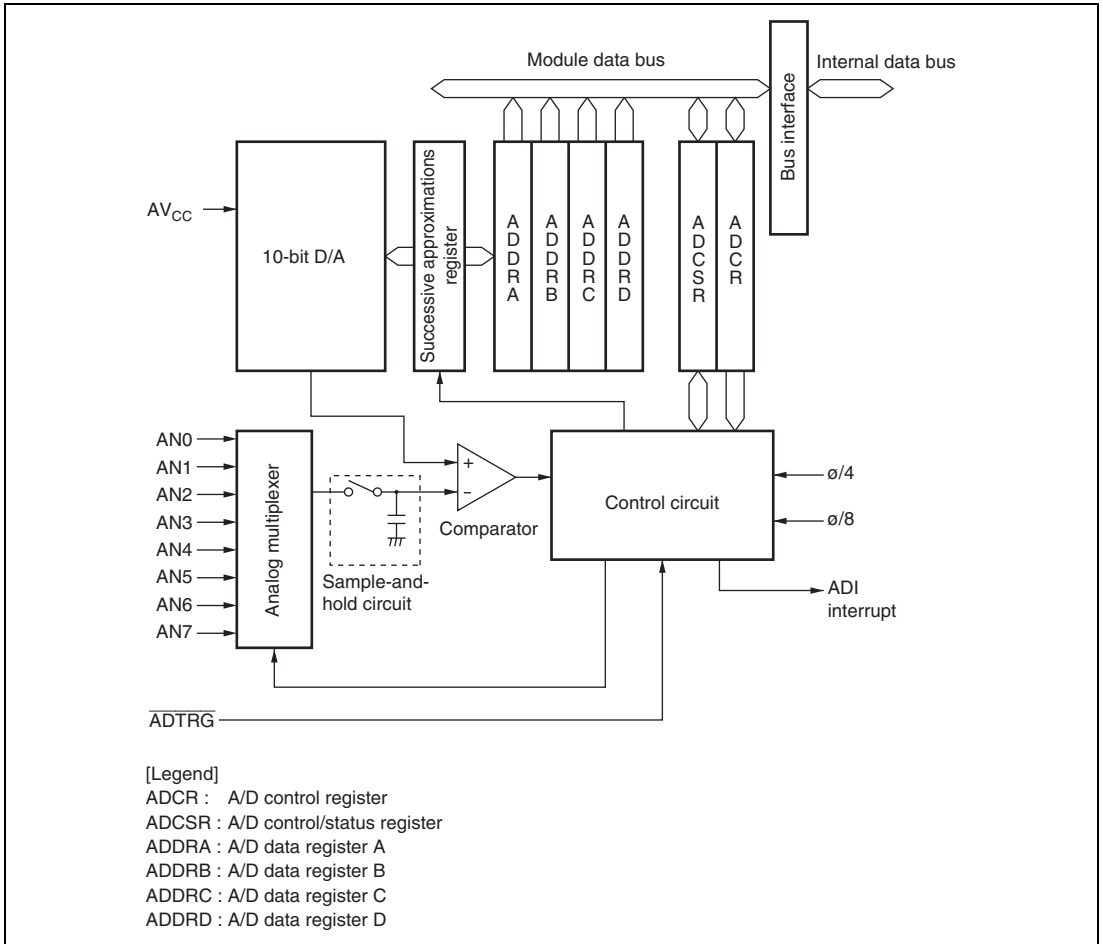 Module data bus
Internal data bus
Bus interface
AVCC
10-bit D/A
Successive approximations
register
ADDRA
ADDRB
ADDRC
ADDRD
ADCSR
ADCR
AN0
AN1
AN2
AN3
AN4
AN5
AN6
AN7
Analog multiplexer
Sample-and-
hold circuit
+
−
Comparator
Control circuit
ø/4
ø/8
ADI
interrupt
ADTRG
[Legend]
ADCR : A/D control register
ADCSR : A/D control/status register
ADDRA : A/D data register A
ADDRB : A/D data register B
ADDRC : A/D data register C
ADDRD : A/D data register D